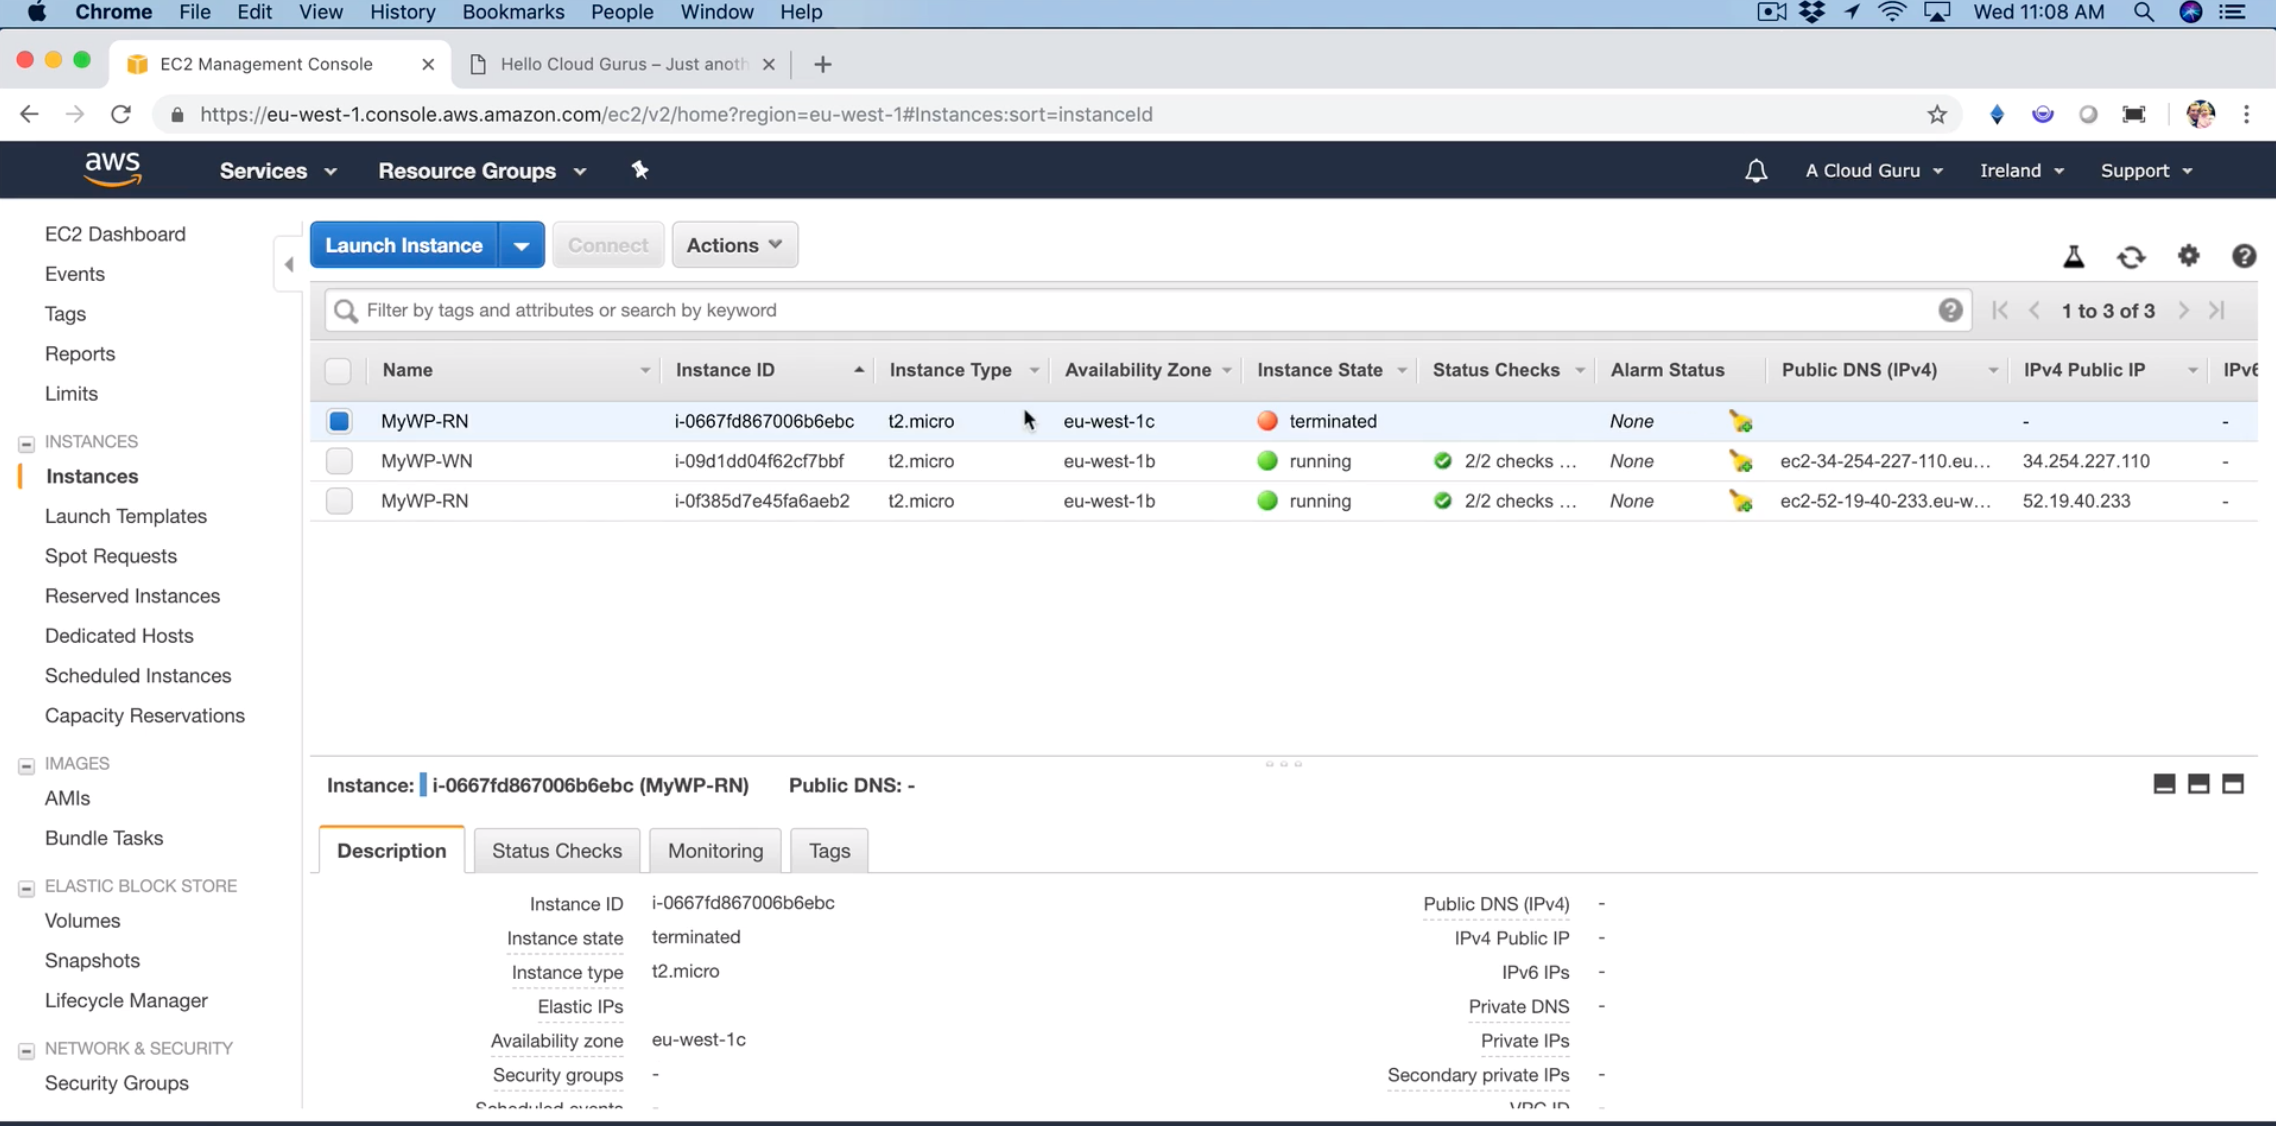 Chrome File Edit View History Bookmarks People Window Help Wed 11:08 AM
EC2 Management Console Hello Cloud Gurus – Just anoth
https://eu-west-1.console.aws.amazon.com/ec2/v2/home?region=eu-west-1#Instances:sort=instanceId
aws Services Resource Groups A Cloud Guru Ireland Support
EC2 Dashboard
Events
Tags
Reports
Limits
INSTANCES
Instances
Launch Templates
Spot Requests
Reserved Instances
Dedicated Hosts
Scheduled Instances
Capacity Reservations
IMAGES
AMIs
Bundle Tasks
ELASTIC BLOCK STORE
Volumes
Snapshots
Lifecycle Manager
NETWORK & SECURITY
Security Groups
Launch Instance Connect Actions
Filter by tags and attributes or search by keyword 1 to 3 of 3
Name Instance ID Instance Type Availability Zone Instance State Status Checks Alarm Status Public DNS (IPv4) IPv4 Public IP IPv6
MyWP-RN i-0667fd867006b6ebc t2.micro eu-west-1c terminated None - -
MyWP-WN i-09d1dd04f62cf7bbf t2.micro eu-west-1b running 2/2 checks ... None ec2-34-254-227-110.eu... 34.254.227.110 -
MyWP-RN i-0f385d7e45fa6aeb2 t2.micro eu-west-1b running 2/2 checks ... None ec2-52-19-40-233.eu-w... 52.19.40.233 -
Instance: i-0667fd867006b6ebc (MyWP-RN) Public DNS: -
Description Status Checks Monitoring Tags
Instance ID i-0667fd867006b6ebc
Instance state terminated
Instance type t2.micro
Elastic IPs
Availability zone eu-west-1c
Security groups -
Scheduled events -
Public DNS (IPv4) -
IPv4 Public IP -
IPv6 IPs -
Private DNS -
Private IPs -
Secondary private IPs -
VPC ID -